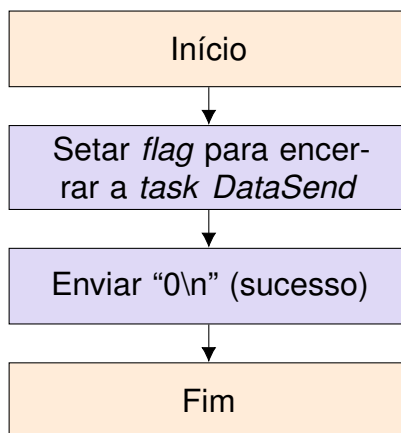 Início
Setar flag para encer-
rar a task DataSend
Enviar “0\n” (sucesso)
Fim